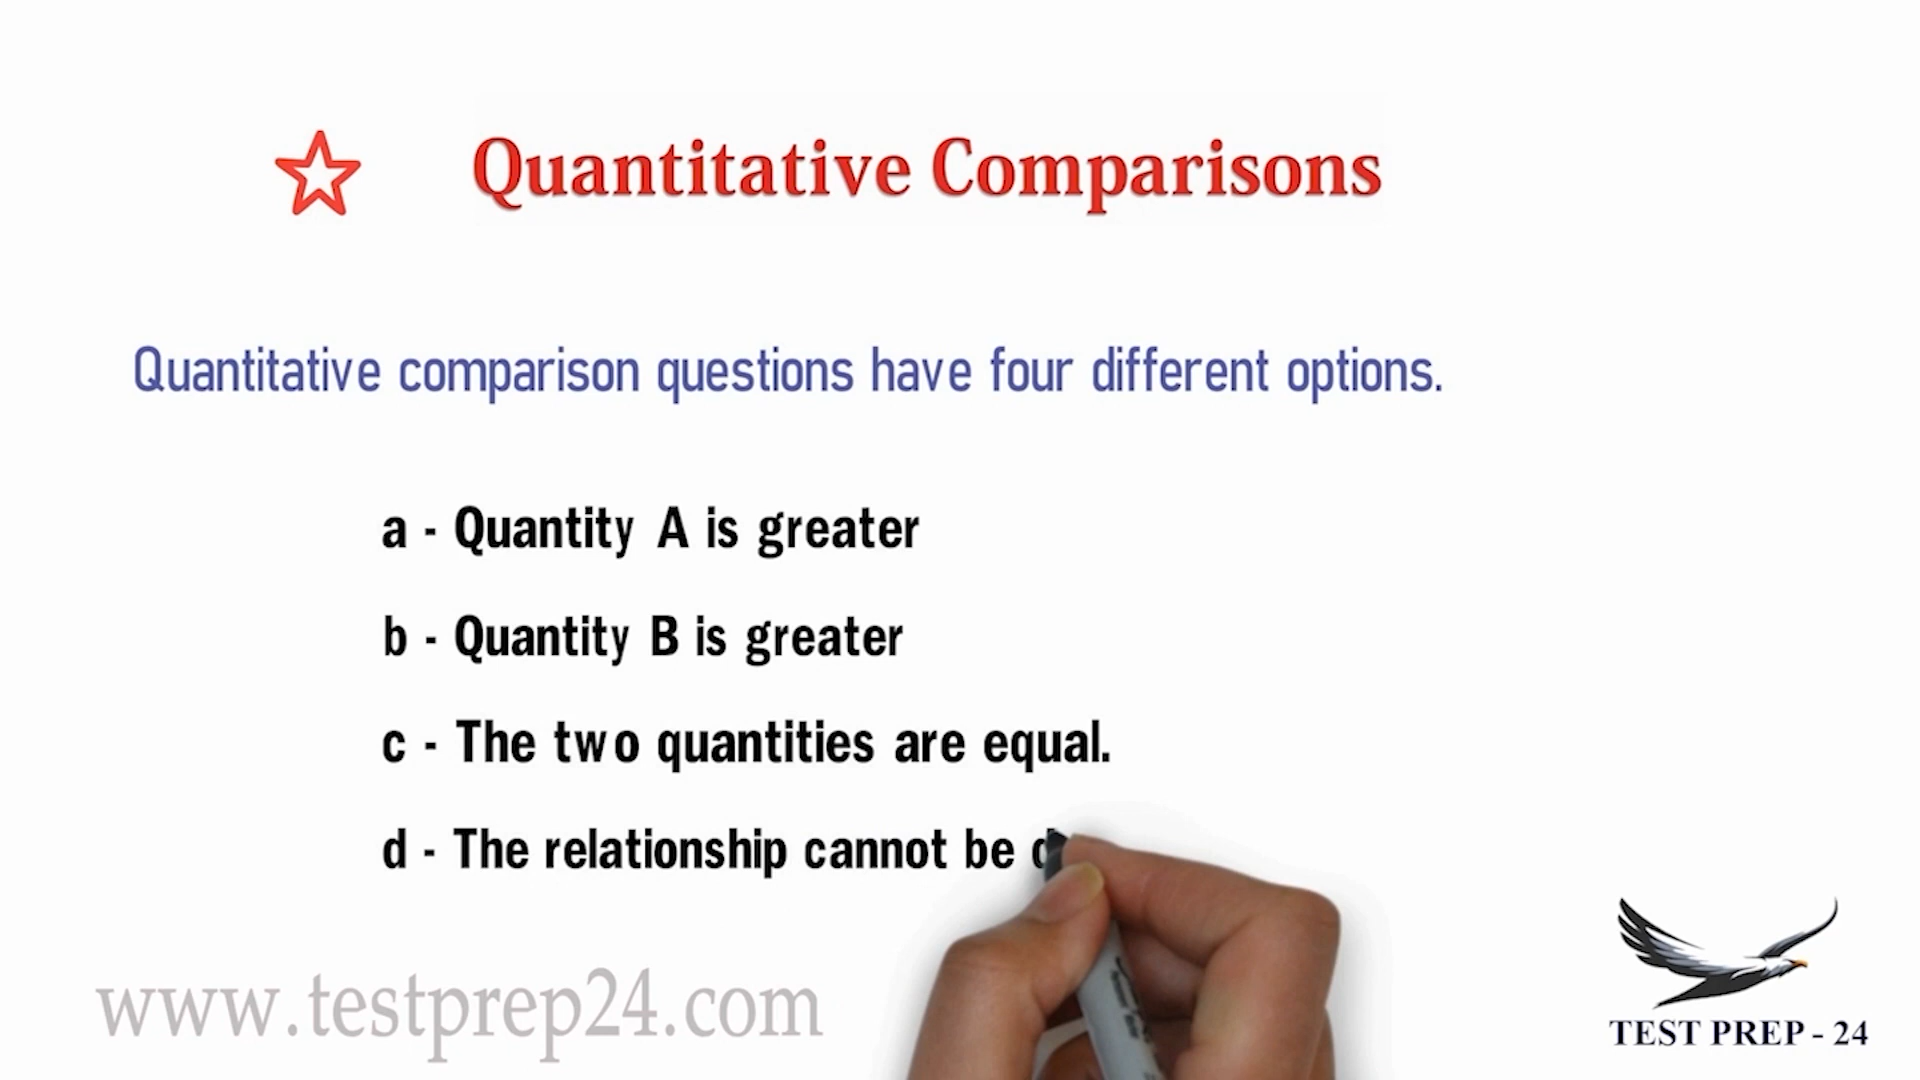 Quantitative Comparisons
Quantitative comparison questions have four different options.
a - Quantity A is greater
b - Quantity B is greater
c - The two quantities are equal.
d - The relationship cannot be
www.testprep24.com
TEST PREP - 24